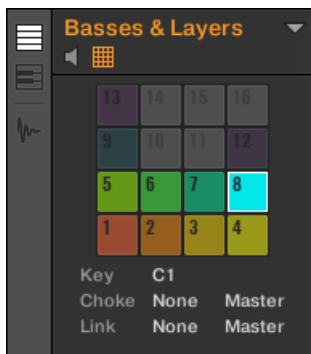 Basses & Layers
13 14 15 16
9 10 11 12
5 6 7 8
1 2 3 4
Key C1
Choke None Master
Link None Master